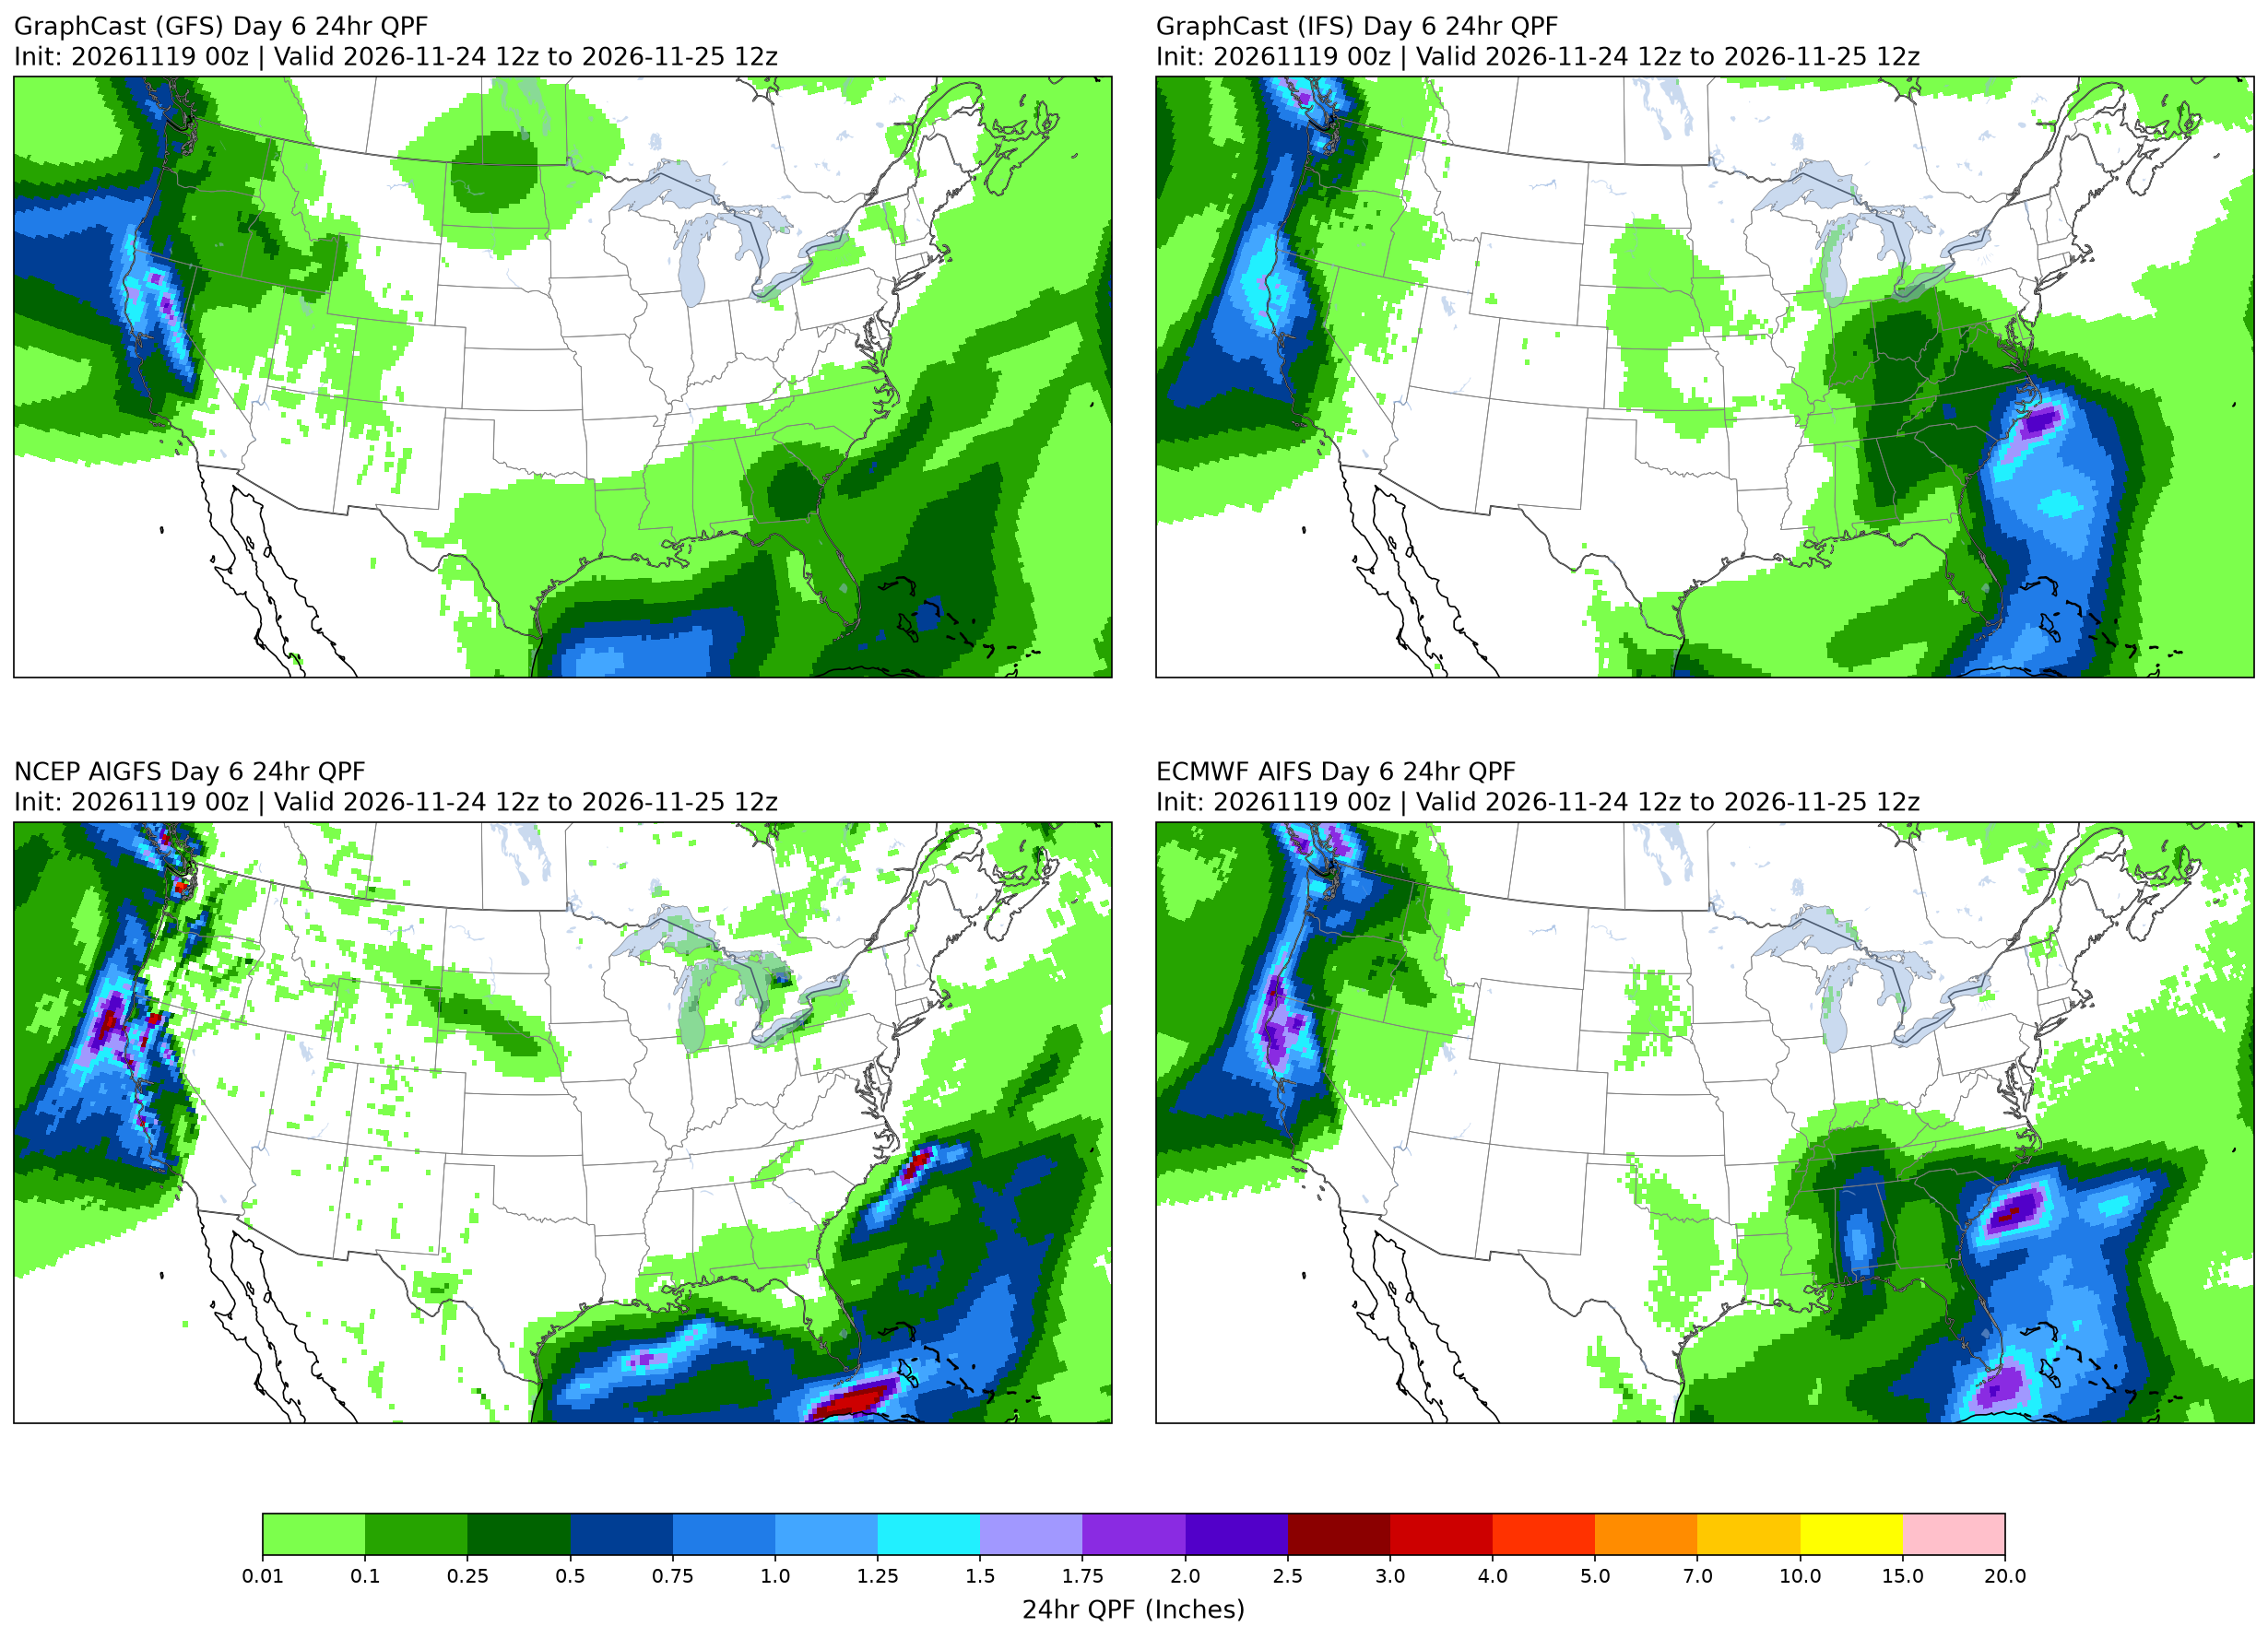 GraphCast (GFS) Day 6 24hr QPF
Init: 20261119 00z | Valid 2026-11-24 12z to 2026-11-25 12z
GraphCast (IFS) Day 6 24hr QPF
Init: 20261119 00z | Valid 2026-11-24 12z to 2026-11-25 12z
NCEP AIGFS Day 6 24hr QPF
Init: 20261119 00z | Valid 2026-11-24 12z to 2026-11-25 12z
ECMWF AIFS Day 6 24hr QPF
Init: 20261119 00z | Valid 2026-11-24 12z to 2026-11-25 12z
0.01 0.1 0.25 0.5 0.75 1.0 1.25 1.5 1.75 2.0 2.5 3.0 4.0 5.0 7.0 10.0 15.0 20.0
24hr QPF (Inches)